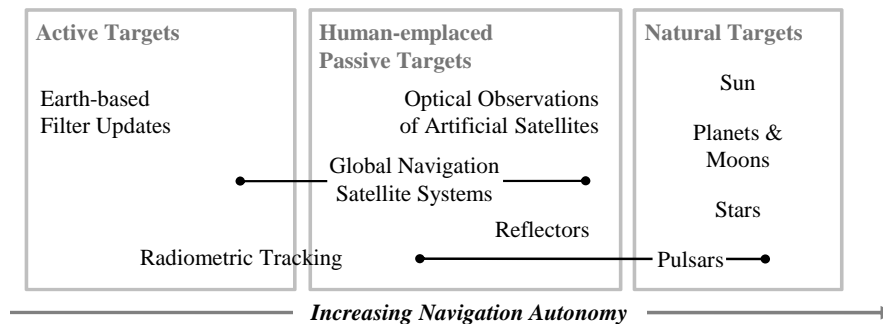 Active Targets
Earth-based
Filter Updates
Human-emplaced
Passive Targets
Optical Observations
of Artificial Satellites
Global Navigation
Satellite Systems
Reflectors
Radiometric Tracking
Natural Targets
Sun
Planets &
Moons
Stars
Pulsars
Increasing Navigation Autonomy